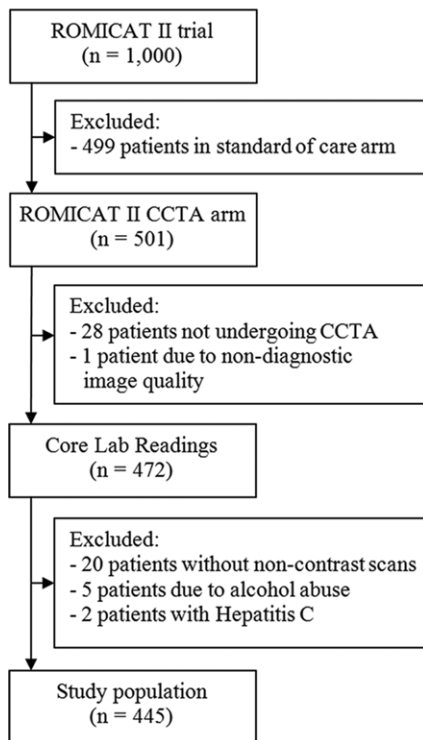 ROMICAT II trial
(n = 1,000)
Excluded:
- 499 patients in standard of care arm
ROMICAT II CCTA arm
(n = 501)
Excluded:
- 28 patients not undergoing CCTA
- 1 patient due to non-diagnostic
image quality
Core Lab Readings
(n = 472)
Excluded:
- 20 patients without non-contrast scans
- 5 patients due to alcohol abuse
- 2 patients with Hepatitis C
Study population
(n = 445)